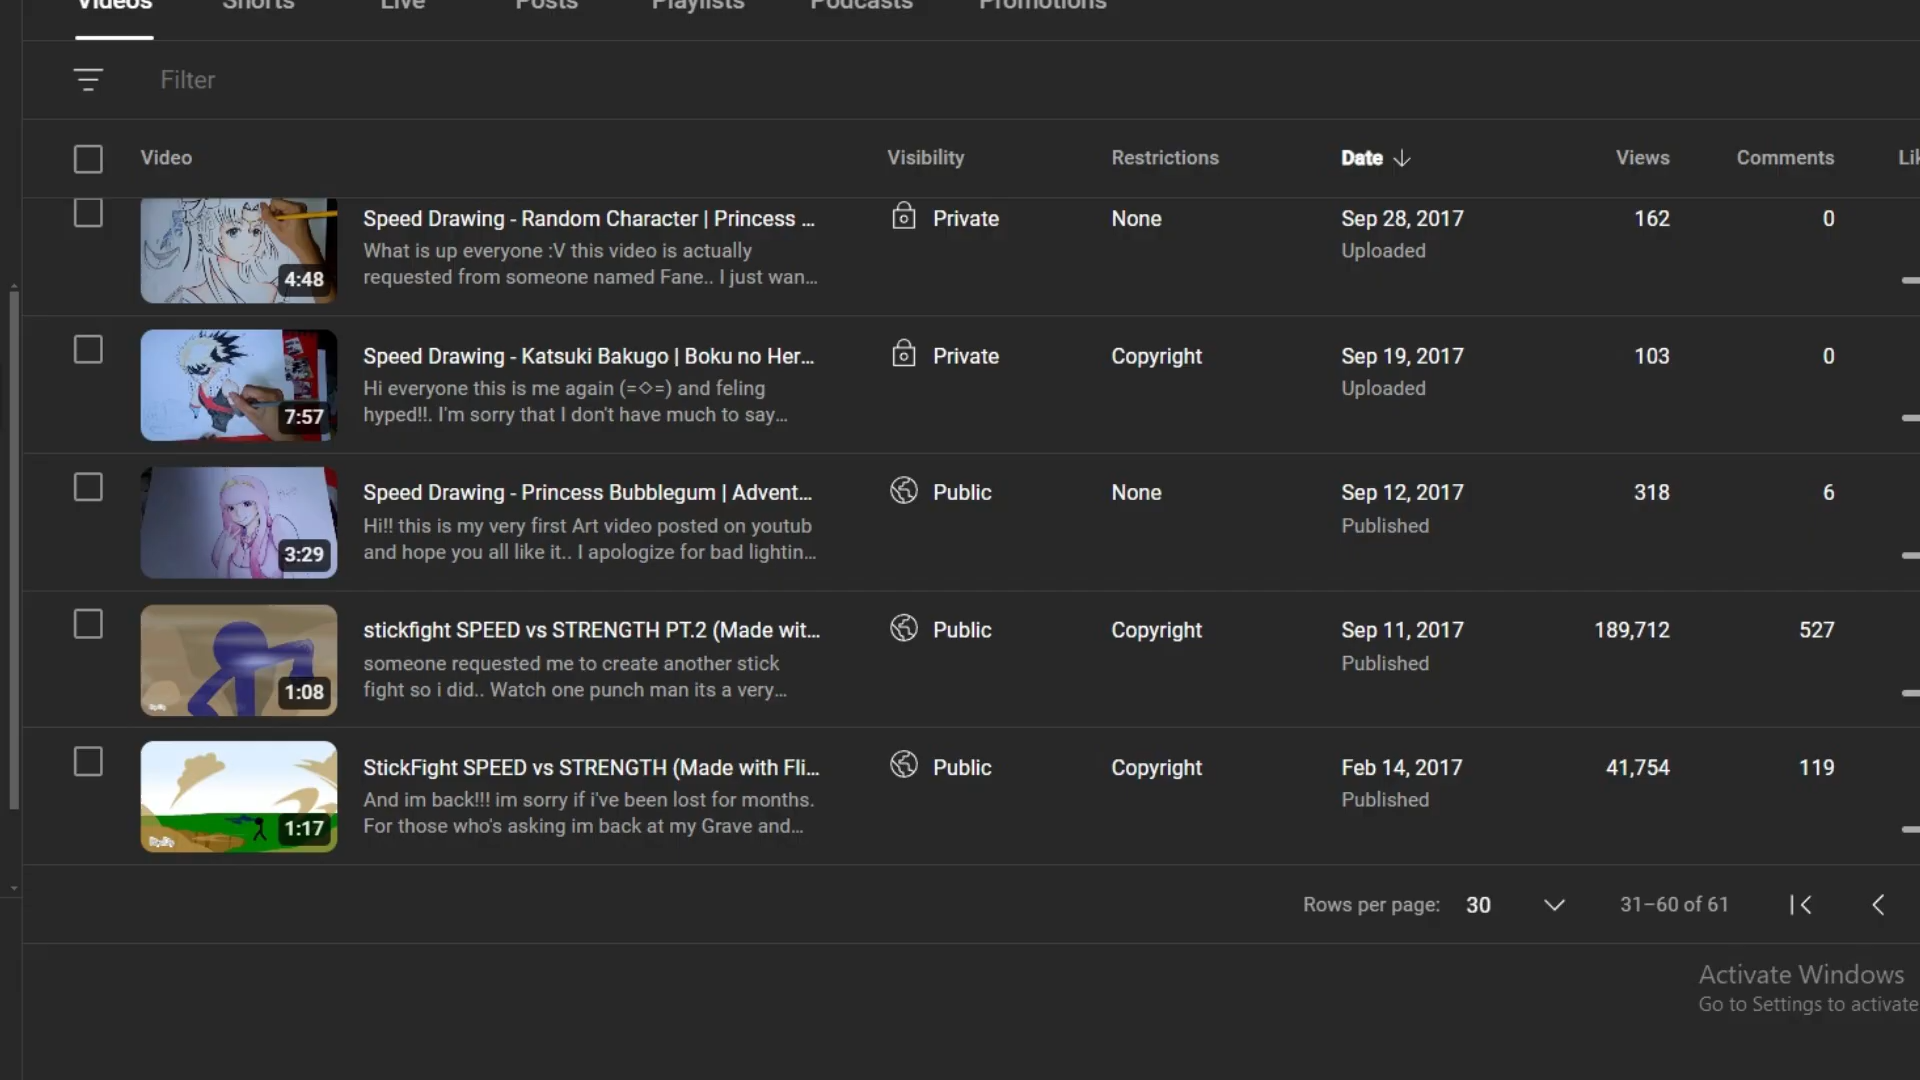 Videos Shorts Live Posts Playlists Podcasts Promotions
Filter
Video Visibility Restrictions Date Views Comments
Speed Drawing - Random Character | Princess ... Private None Sep 28, 2017 162 0
What is up everyone :V this video is actually Uploaded
requested from someone named Fane.. I just wan...
4:48
Speed Drawing - Katsuki Bakugo | Boku no Her... Private Copyright Sep 19, 2017 103 0
Hi everyone this is me again (=◇=) and feling Uploaded
hyped!!. I'm sorry that I don't have much to say...
7:57
Speed Drawing - Princess Bubblegum | Advent... Public None Sep 12, 2017 318 6
Hi!! this is my very first Art video posted on youtub Published
and hope you all like it.. I apologize for bad lightin...
3:29
stickfight SPEED vs STRENGTH PT.2 (Made wit... Public Copyright Sep 11, 2017 189,712 527
someone requested me to create another stick Published
fight so i did.. Watch one punch man its a very...
1:08
StickFight SPEED vs STRENGTH (Made with Fli... Public Copyright Feb 14, 2017 41,754 119
And im back!!! im sorry if i've been lost for months. Published
For those who's asking im back at my Grave and...
1:17
Rows per page: 30 31–60 of 61
Activate Windows
Go to Settings to activate